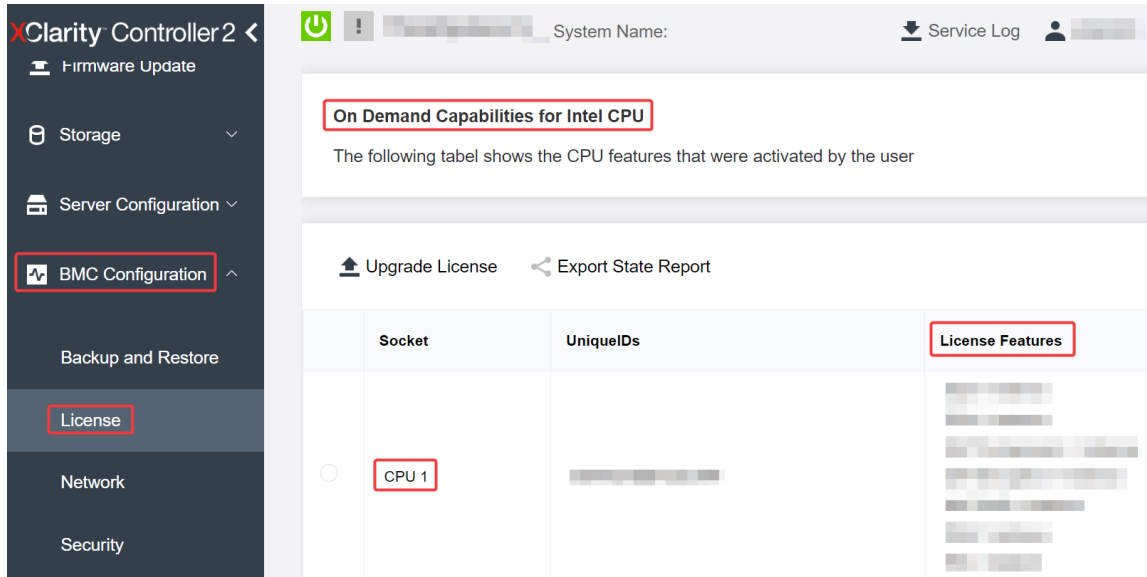 XClarity Controller 2
Firmware Update
Storage
Server Configuration
BMC Configuration
Backup and Restore
License
Network
Security
System Name:
Service Log
On Demand Capabilities for Intel CPU
The following tabel shows the CPU features that were activated by the user
Upgrade License Export State Report
Socket UniqueIDs License Features
CPU 1